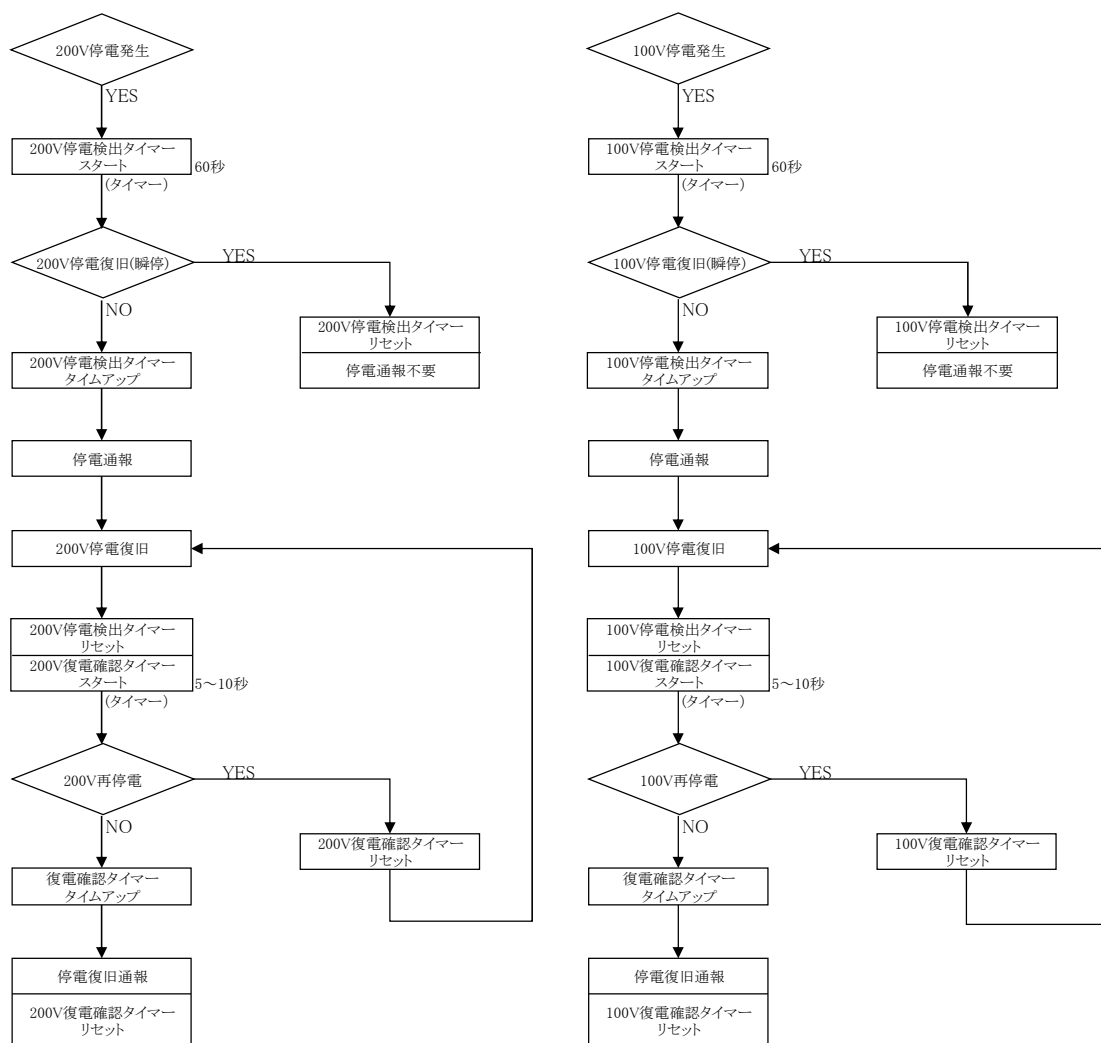 200V停電発生
YES
200V停電検出タイマー
スタート
60秒
(タイマー)
200V停電復旧(瞬停)
YES
NO
200V停電検出タイマー
リセット
停電通報不要
200V停電検出タイマー
タイムアップ
停電通報
200V停電復旧
200V停電検出タイマー
リセット
200V復電確認タイマー
スタート
5～10秒
(タイマー)
200V再停電
YES
NO
200V復電確認タイマー
リセット
復電確認タイマー
タイムアップ
停電復旧通報
200V復電確認タイマー
リセット
100V停電発生
YES
100V停電検出タイマー
スタート
60秒
(タイマー)
100V停電復旧(瞬停)
YES
NO
100V停電検出タイマー
リセット
停電通報不要
100V停電検出タイマー
タイムアップ
停電通報
100V停電復旧
100V停電検出タイマー
リセット
100V復電確認タイマー
スタート
5～10秒
(タイマー)
100V再停電
YES
NO
100V復電確認タイマー
リセット
復電確認タイマー
タイムアップ
停電復旧通報
100V復電確認タイマー
リセット